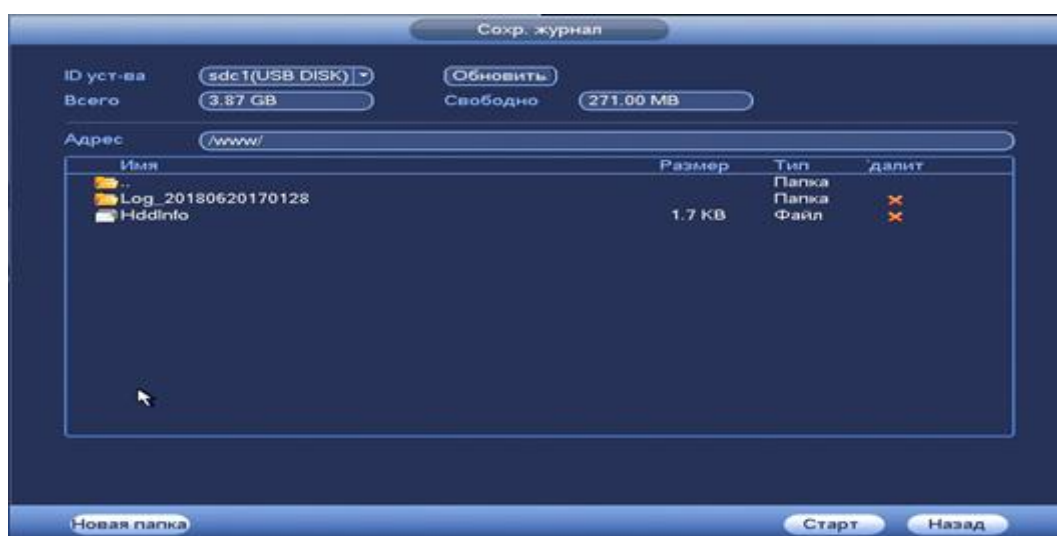 Сохр. журнал
ID уст-ва sdc1(USB DISK) Обновить
Всего 3.87 GB Свободно 271.00 MB
Адрес /www/
Имя Размер Тип 'далит
.. Папка
Log_20180620170128 Папка
HddInfo 1.7 KB Файл
Новая папка Старт Назад